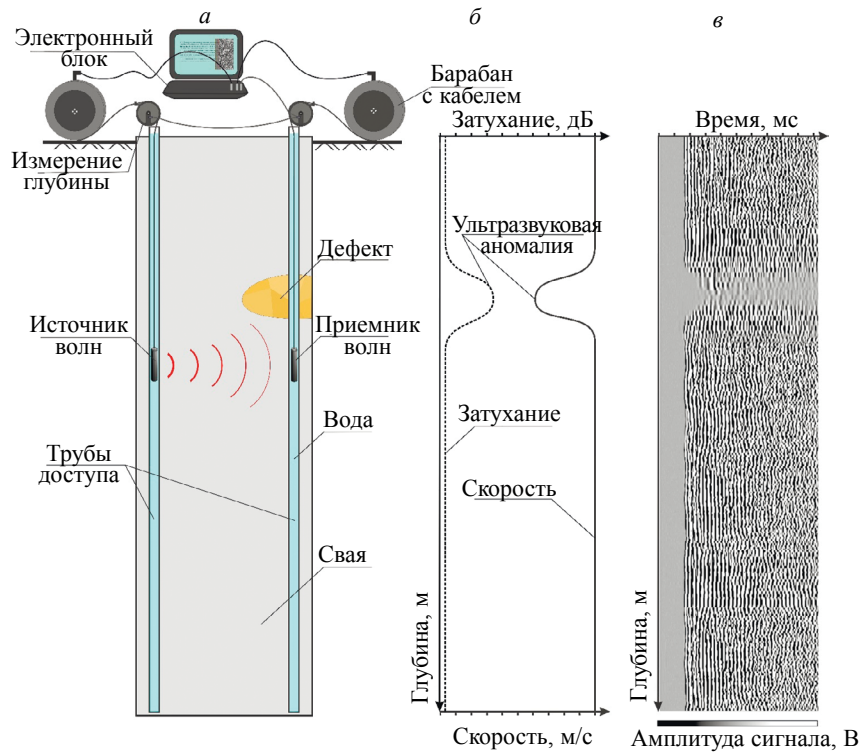 а
Электронный
блок
Барабан
с кабелем
Измерение
глубины
Дефект
Источник
волн
Приемник
волн
Вода
Трубы
доступа
Свая
б
Затухание, дБ
Ультразвуковая
аномалия
Затухание
Скорость
Глубина, м
Скорость, м/с
в
Время, мс
Глубина, м
Амплитуда сигнала, В